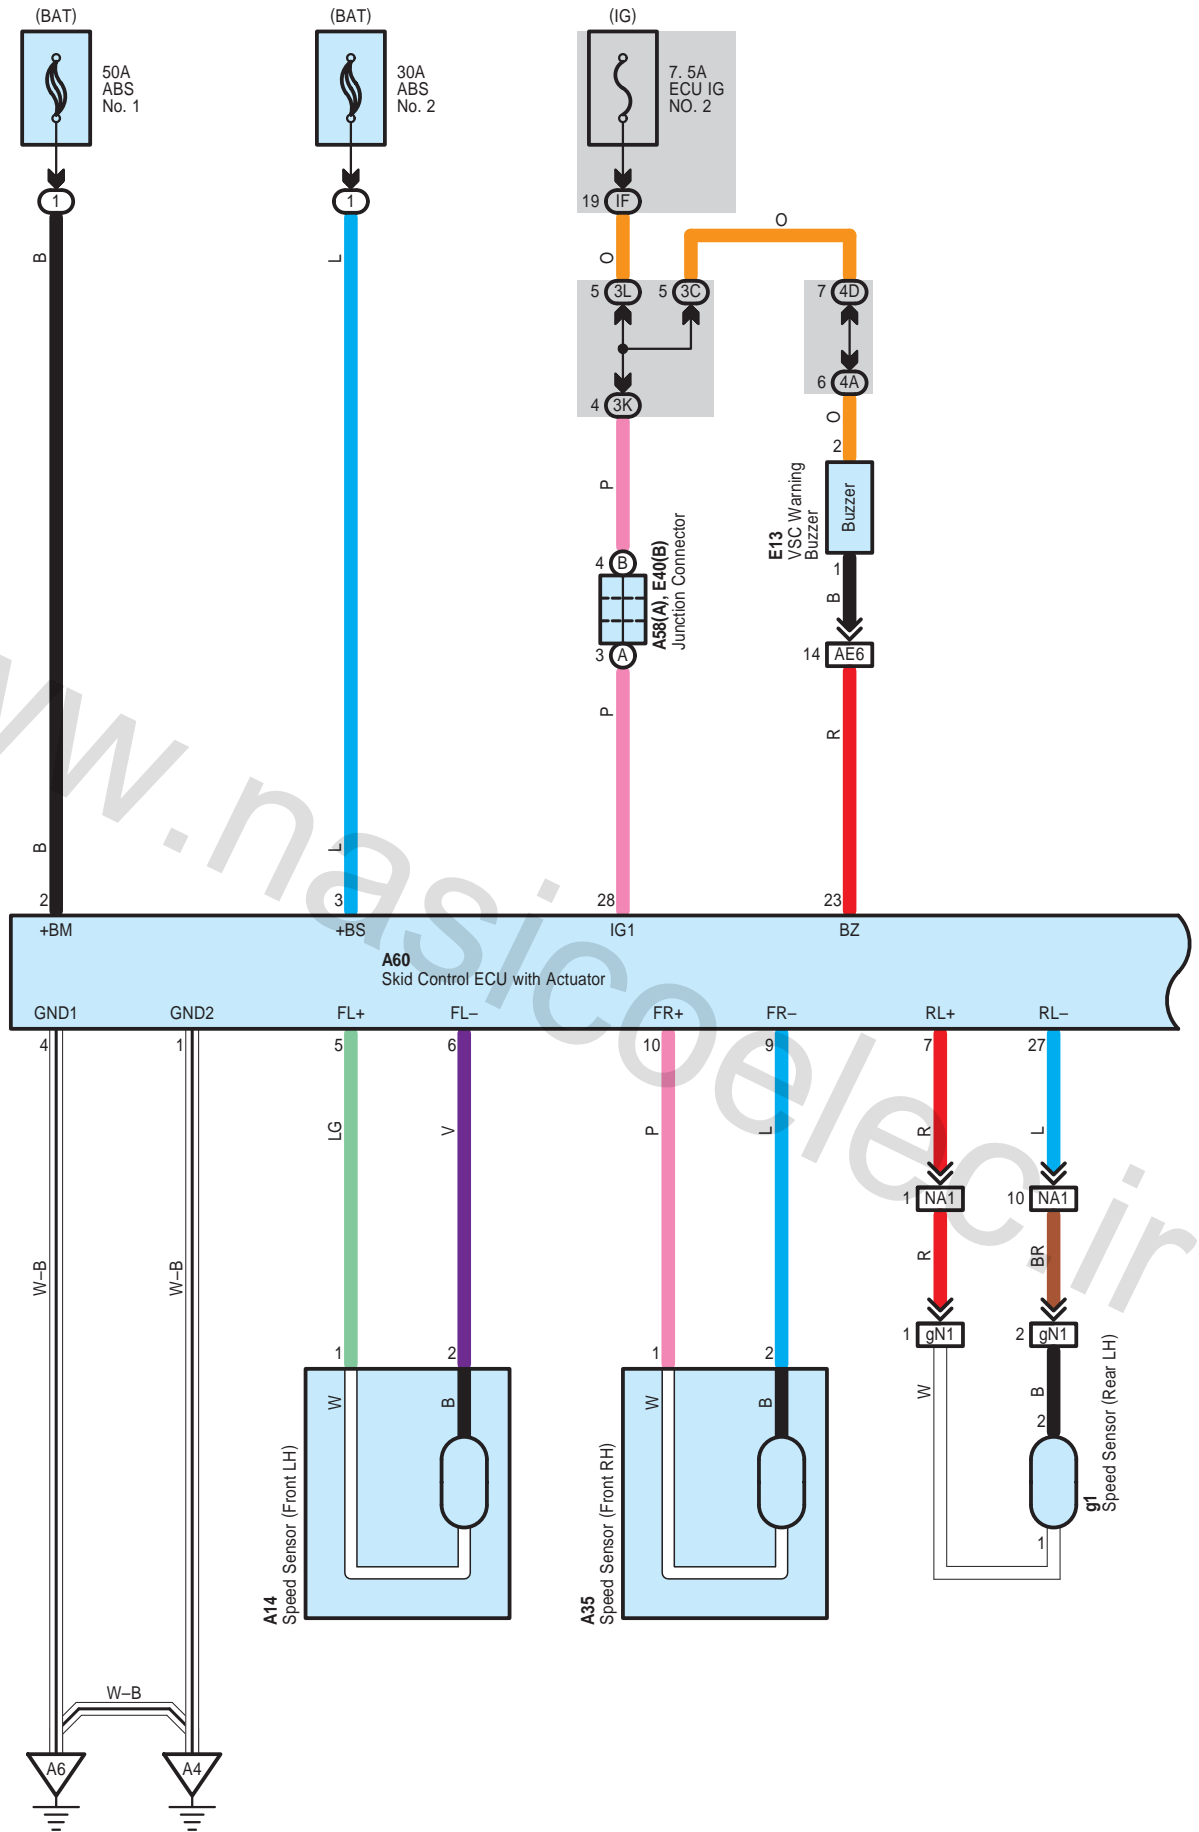 (BAT)
(BAT)
(IG)
50A
ABS
No. 1
30A
ABS
No. 2
7. 5A
ECU IG
NO. 2
1
1
19 IF
B
L
O
O
5 3L
5 3C
7 4D
6 4A
4 3K
O
2
P
Buzzer
E13
VSC Warning
Buzzer
4 B
A58(A), E40(B)
Junction Connector
1
B
3 A
14 AE6
P
R
B
L
2
3
28
23
+BM
+BS
IG1
BZ
A60
Skid Control ECU with Actuator
GND1
GND2
FL+
FL–
FR+
FR–
RL+
RL–
4
1
5
6
10
9
7
27
LG
V
P
L
R
L
1 NA1
10 NA1
W–B
W–B
R
BR
1 gN1
2 gN1
1
2
1
2
W
B
W
B
W
B
2
1
A14
Speed Sensor (Front LH)
A35
Speed Sensor (Front RH)
g1
Speed Sensor (Rear LH)
W–B
A6
A4
www.nasicoelec.ir